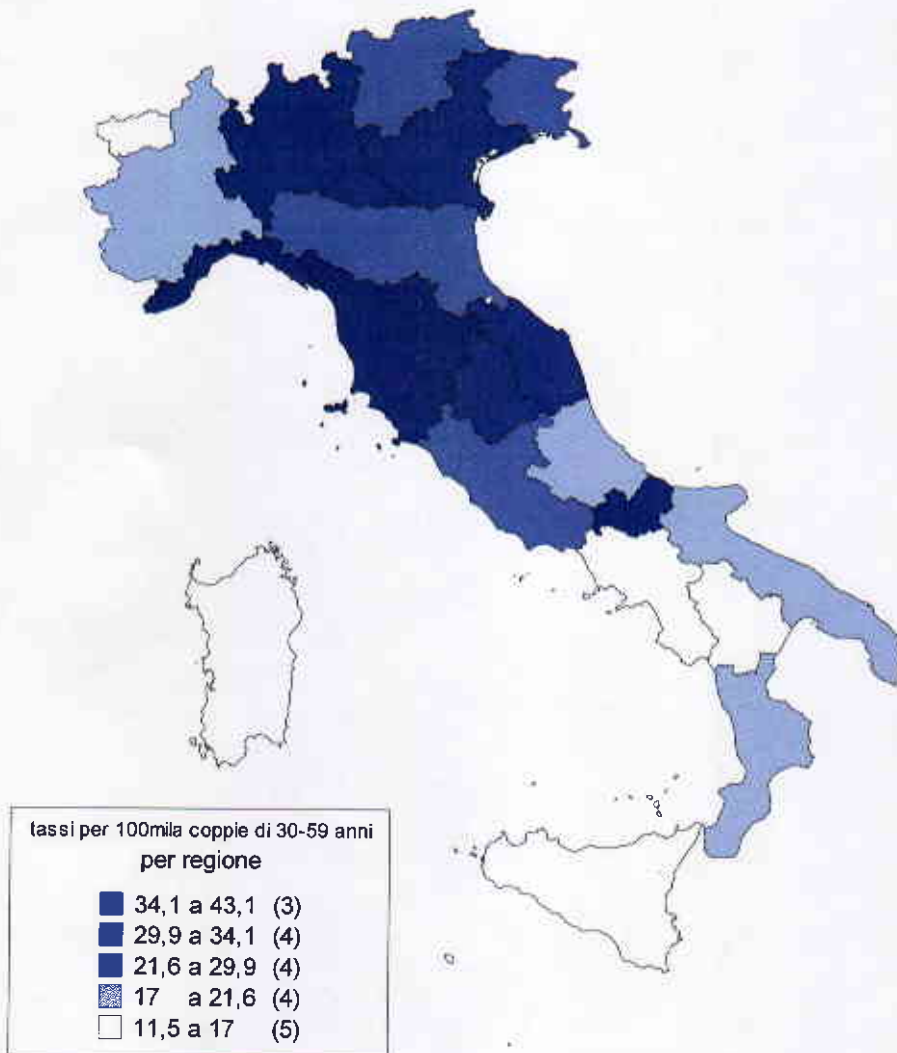 tassi per 100mila coppie di 30-59 anni
per regione
34,1 a 43,1 (3)
29,9 a 34,1 (4)
21,6 a 29,9 (4)
17 a 21,6 (4)
11,5 a 17 (5)